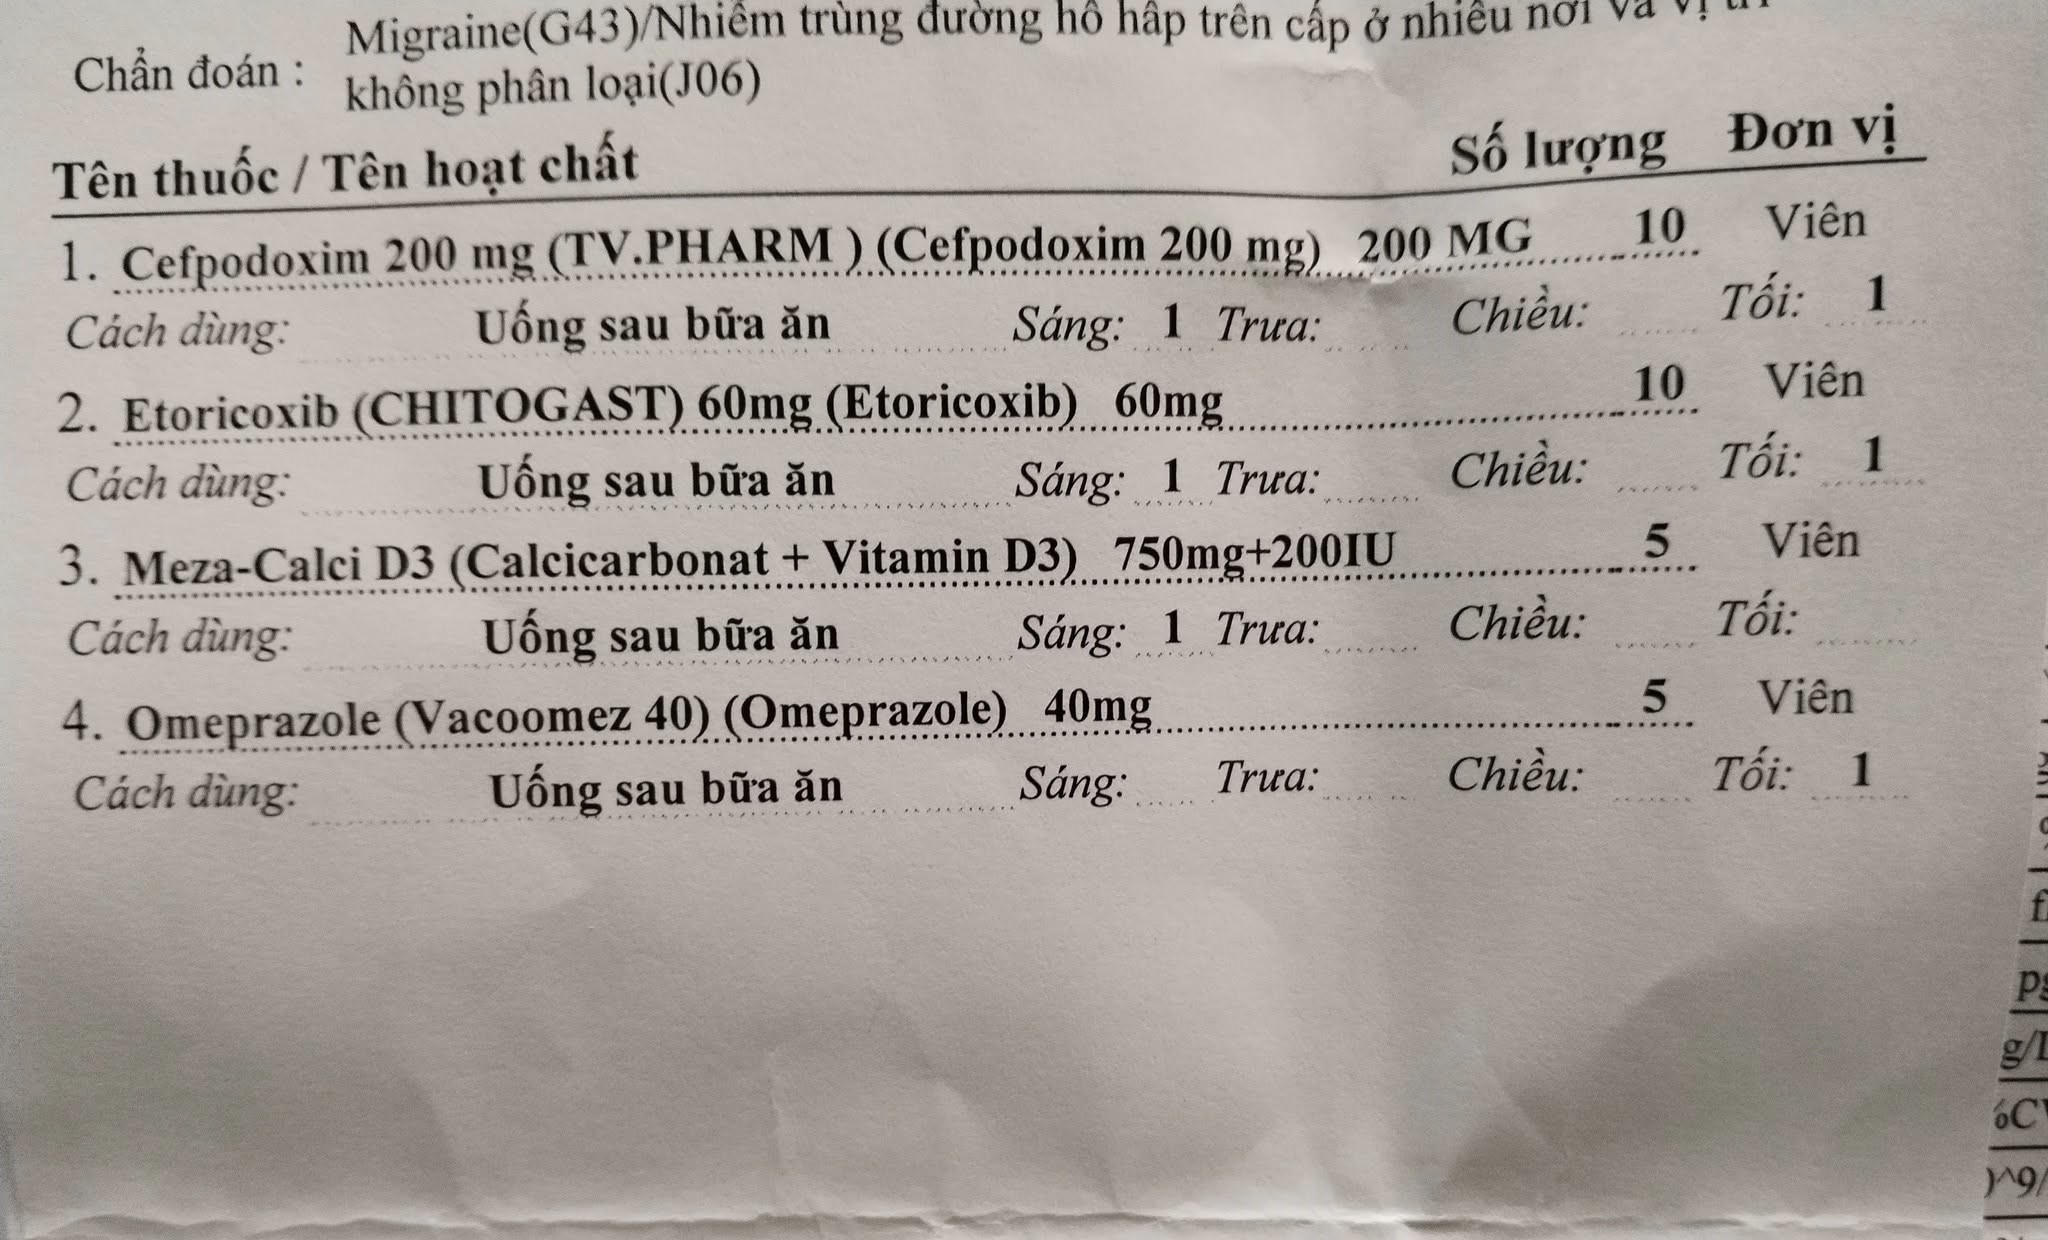 Migraine(G43)/Nhiễm trùng đường hô hấp trên cấp ở nhiều nơi và vị trí
Chẩn đoán :
không phân loại(J06)
Tên thuốc / Tên hoạt chất Số lượng Đơn vị
1. Cefpodoxim 200 mg (TV.PHARM ) (Cefpodoxim 200 mg) 200 MG 10 Viên
Cách dùng: Uống sau bữa ăn Sáng: 1 Trưa: Chiều: Tối: 1
2. Etoricoxib (CHITOGAST) 60mg (Etoricoxib) 60mg 10 Viên
Cách dùng: Uống sau bữa ăn Sáng: 1 Trưa: Chiều: Tối: 1
3. Meza-Calci D3 (Calcicarbonat + Vitamin D3) 750mg+200IU 5 Viên
Cách dùng: Uống sau bữa ăn Sáng: 1 Trưa: Chiều: Tối:
4. Omeprazole (Vacoomez 40) (Omeprazole) 40mg 5 Viên
Cách dùng: Uống sau bữa ăn Sáng: Trưa: Chiều: Tối: 1
g/L